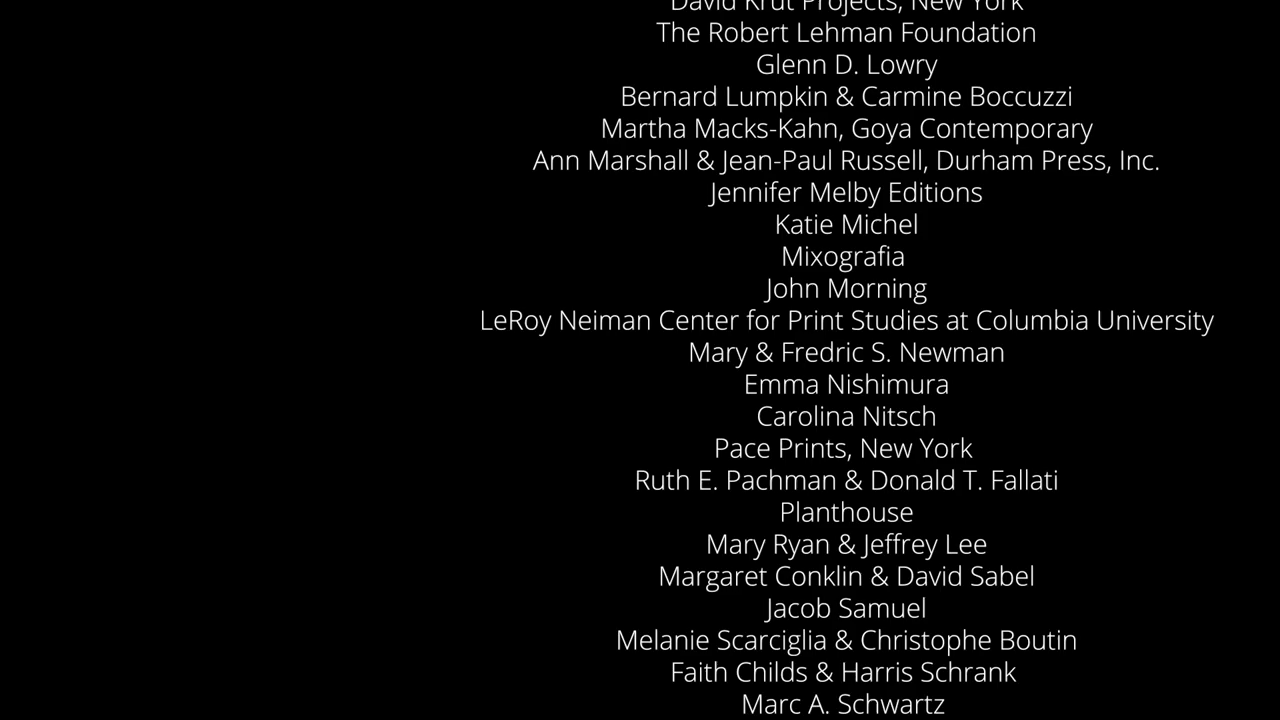 David Krut Projects, New York
The Robert Lehman Foundation
Glenn D. Lowry
Bernard Lumpkin & Carmine Boccuzzi
Martha Macks-Kahn, Goya Contemporary
Ann Marshall & Jean-Paul Russell, Durham Press, Inc.
Jennifer Melby Editions
Katie Michel
Mixografia
John Morning
LeRoy Neiman Center for Print Studies at Columbia University
Mary & Fredric S. Newman
Emma Nishimura
Carolina Nitsch
Pace Prints, New York
Ruth E. Pachman & Donald T. Fallati
Planthouse
Mary Ryan & Jeffrey Lee
Margaret Conklin & David Sabel
Jacob Samuel
Melanie Scarciglia & Christophe Boutin
Faith Childs & Harris Schrank
Marc A. Schwartz